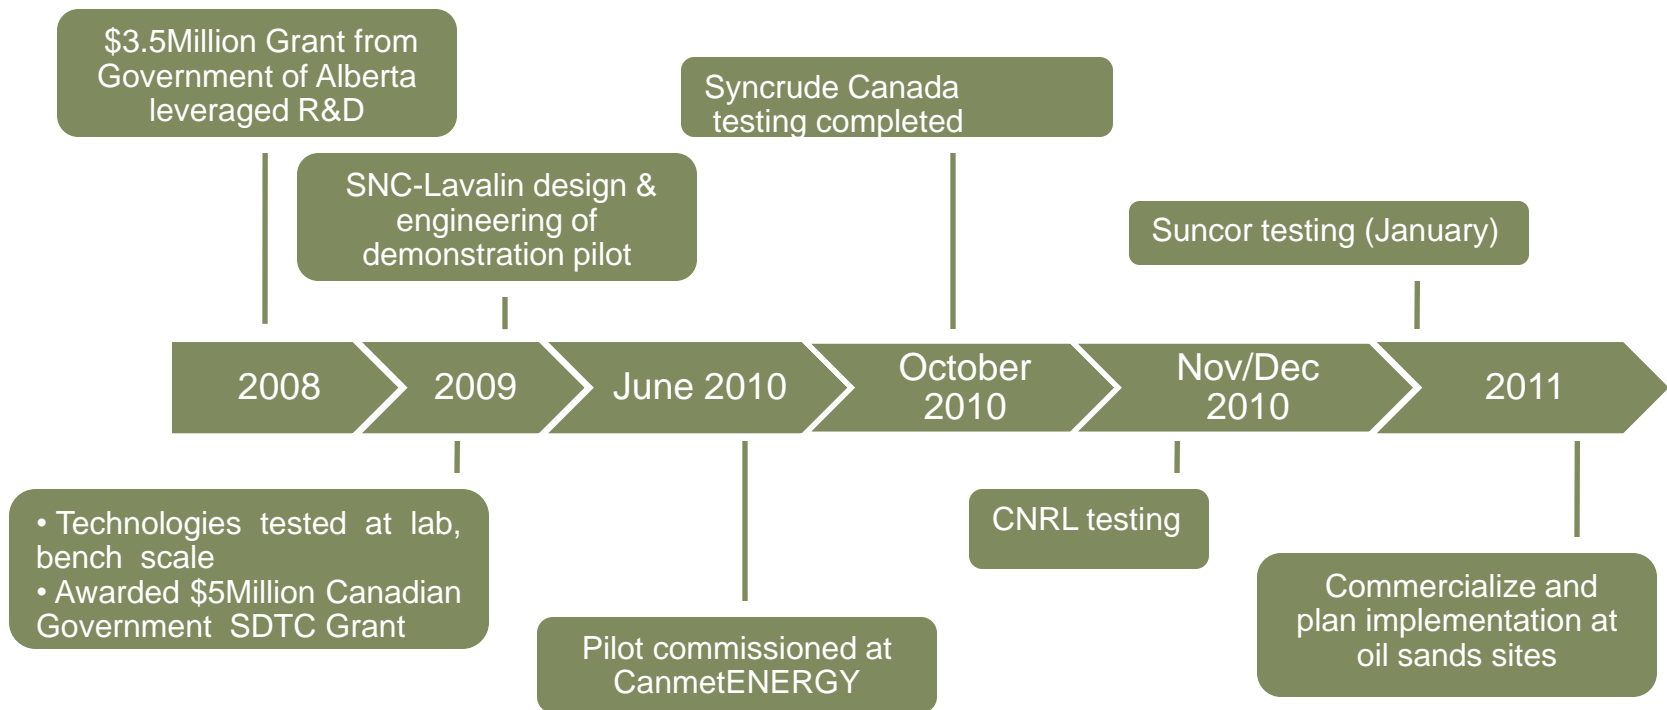 $3.5Million Grant from
Government of Alberta
leveraged R&D
SNC-Lavalin design &
engineering of
demonstration pilot
Syncrude Canada
testing completed
Suncor testing (January)
2008
2009
June 2010
October
2010
Nov/Dec
2010
2011
• Technologies tested at lab,
bench scale
• Awarded $5Million Canadian
Government SDTC Grant
Pilot commissioned at
CanmetENERGY
CNRL testing
Commercialize and
plan implementation at
oil sands sites